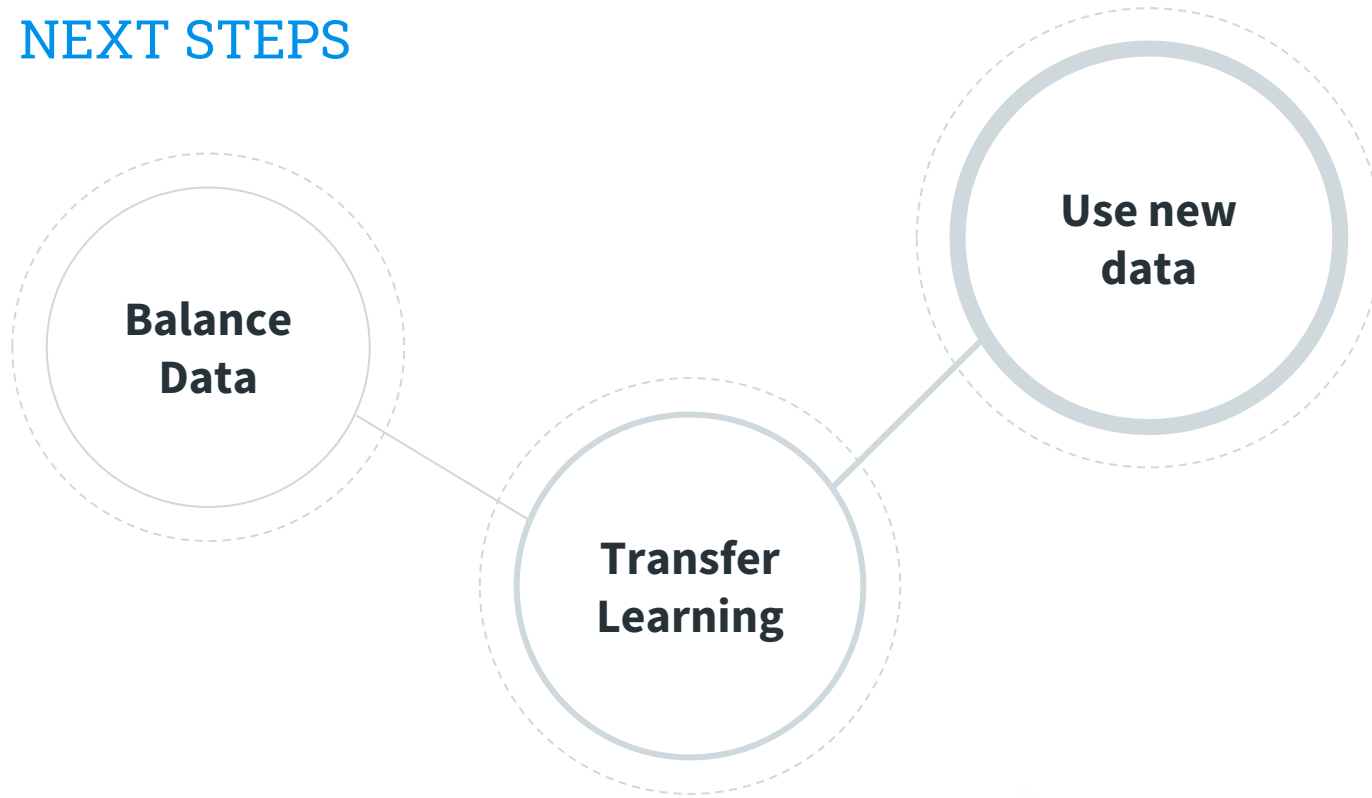 NEXT STEPS
Balance
Data
Transfer
Learning
Use new
data